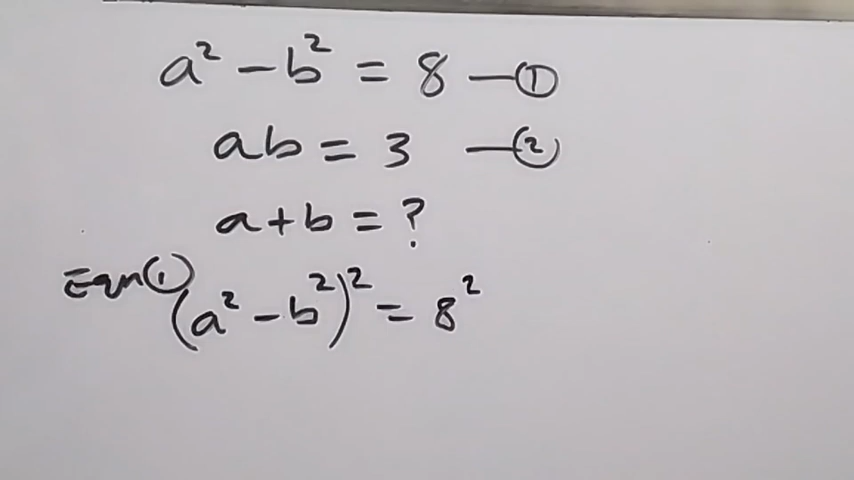 a² - b² = 8 —①
ab = 3 —②
a+b = ?
Eqn①
(a² - b²)² = 8²